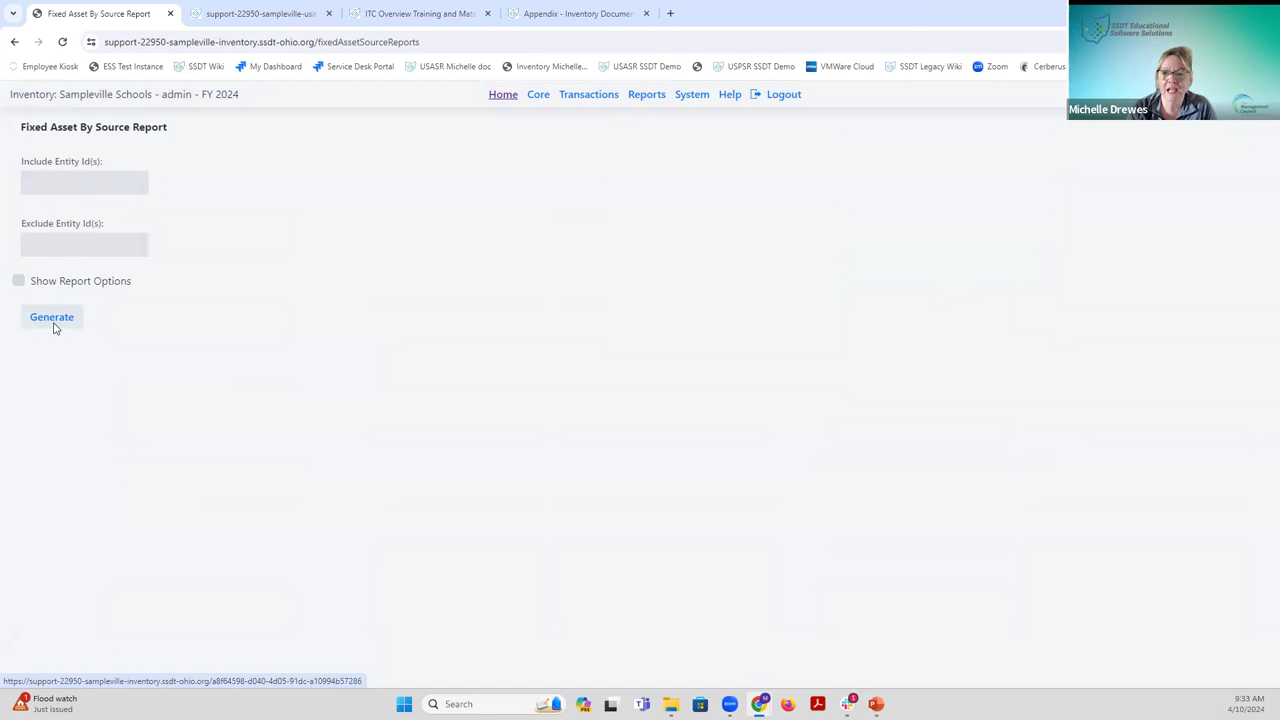 Fixed Asset By Source Report
support-22950-sampleville-usa
ITC Overview Training and Mate
Appendix - Inventory Documen
support-22950-sampleville-inventory.ssdt-ohio.org/fixedAssetSourceReports
Employee Kiosk
ESS Test Instance
SSDT Wiki
My Dashboard
Service Desk Portal
USASR Michelle doc
Inventory Michelle...
USASR SSDT Demo
USPSR SSDT Demo
VMWare Cloud
SSDT Legacy Wiki
Zoom
Cerberus
SSDT Educational
Software Solutions
Michelle Drewes
Management
Council
Inventory: Sampleville Schools - admin - FY 2024
Home
Core
Transactions
Reports
System
Help
Logout
Fixed Asset By Source Report
Include Entity Id(s):
Exclude Entity Id(s):
Show Report Options
Generate
https://support-22950-sampleville-inventory.ssdt-ohio.org/a8f64598-d040-4d05-91dc-a10994b57286
Flood watch
Just issued
Search
zoom
9:33 AM
4/10/2024